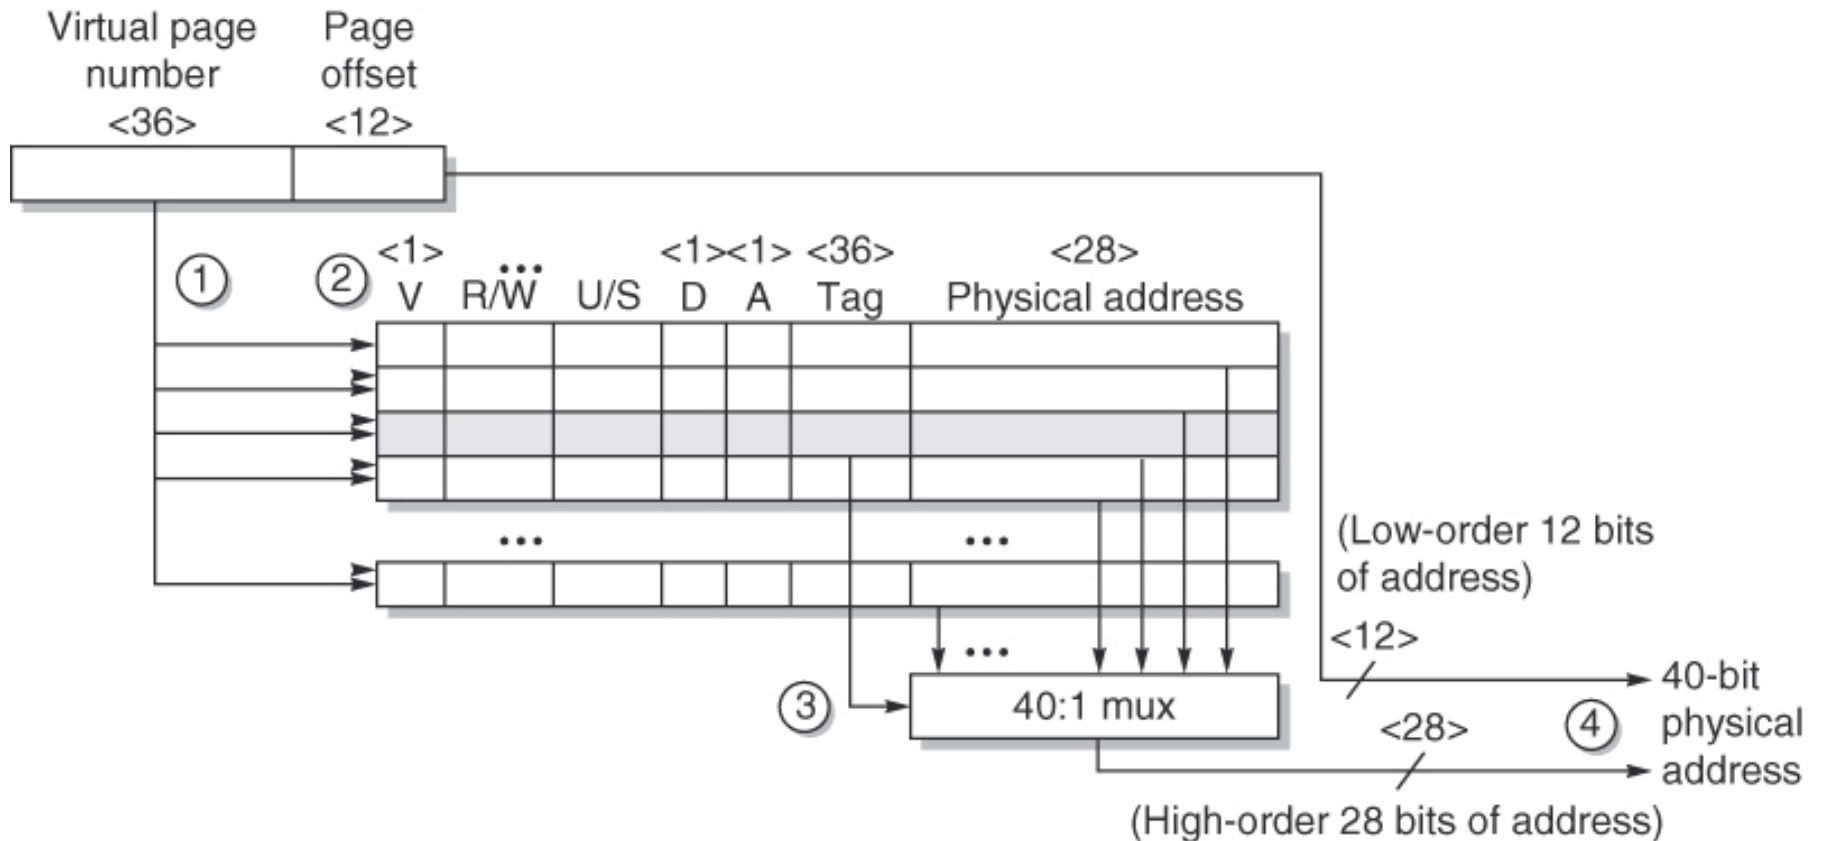 Virtual page Page
number offset
<36> <12>
<1> ••• <1><1> <36> <28>
① ② V R/W U/S D A Tag Physical address
••• •••
(Low-order 12 bits
of address)
•••
<12>
③ 40:1 mux
40-bit
<28> ④ physical
address
(High-order 28 bits of address)